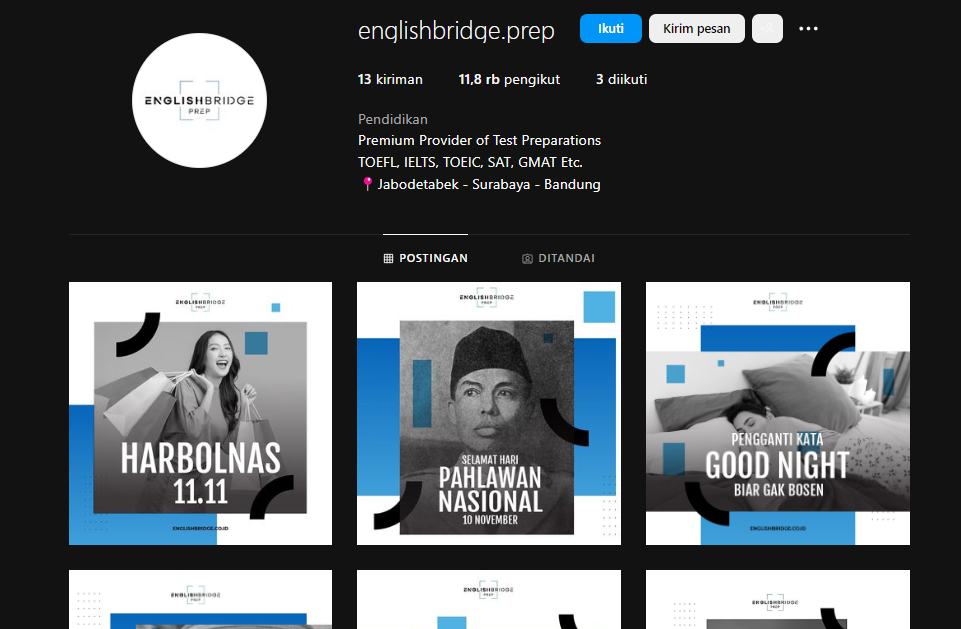 englishbridge.prep
Ikuti
Kirim pesan
13 kiriman
11,8 rb pengikut
3 diikuti
Pendidikan
Premium Provider of Test Preparations
TOEFL, IELTS, TOEIC, SAT, GMAT Etc.
📍 Jabodetabek - Surabaya - Bandung
ENGLISHBRIDGE
PREP
POSTINGAN
DITANDAI
ENGLISHBRIDGE
PREP
HARBOLNAS
11.11
ENGLISHBRIDGE.CO.ID
ENGLISHBRIDGE
PREP
SELAMAT HARI
PAHLAWAN
NASIONAL
10 NOVEMBER
ENGLISHBRIDGE
PREP
PENGGANTI KATA
GOOD NIGHT
BIAR GAK BOSEN
ENGLISHBRIDGE.CO.ID
ENGLISHBRIDGE
PREP
ENGLISHBRIDGE
PREP
ENGLISHBRIDGE
PREP